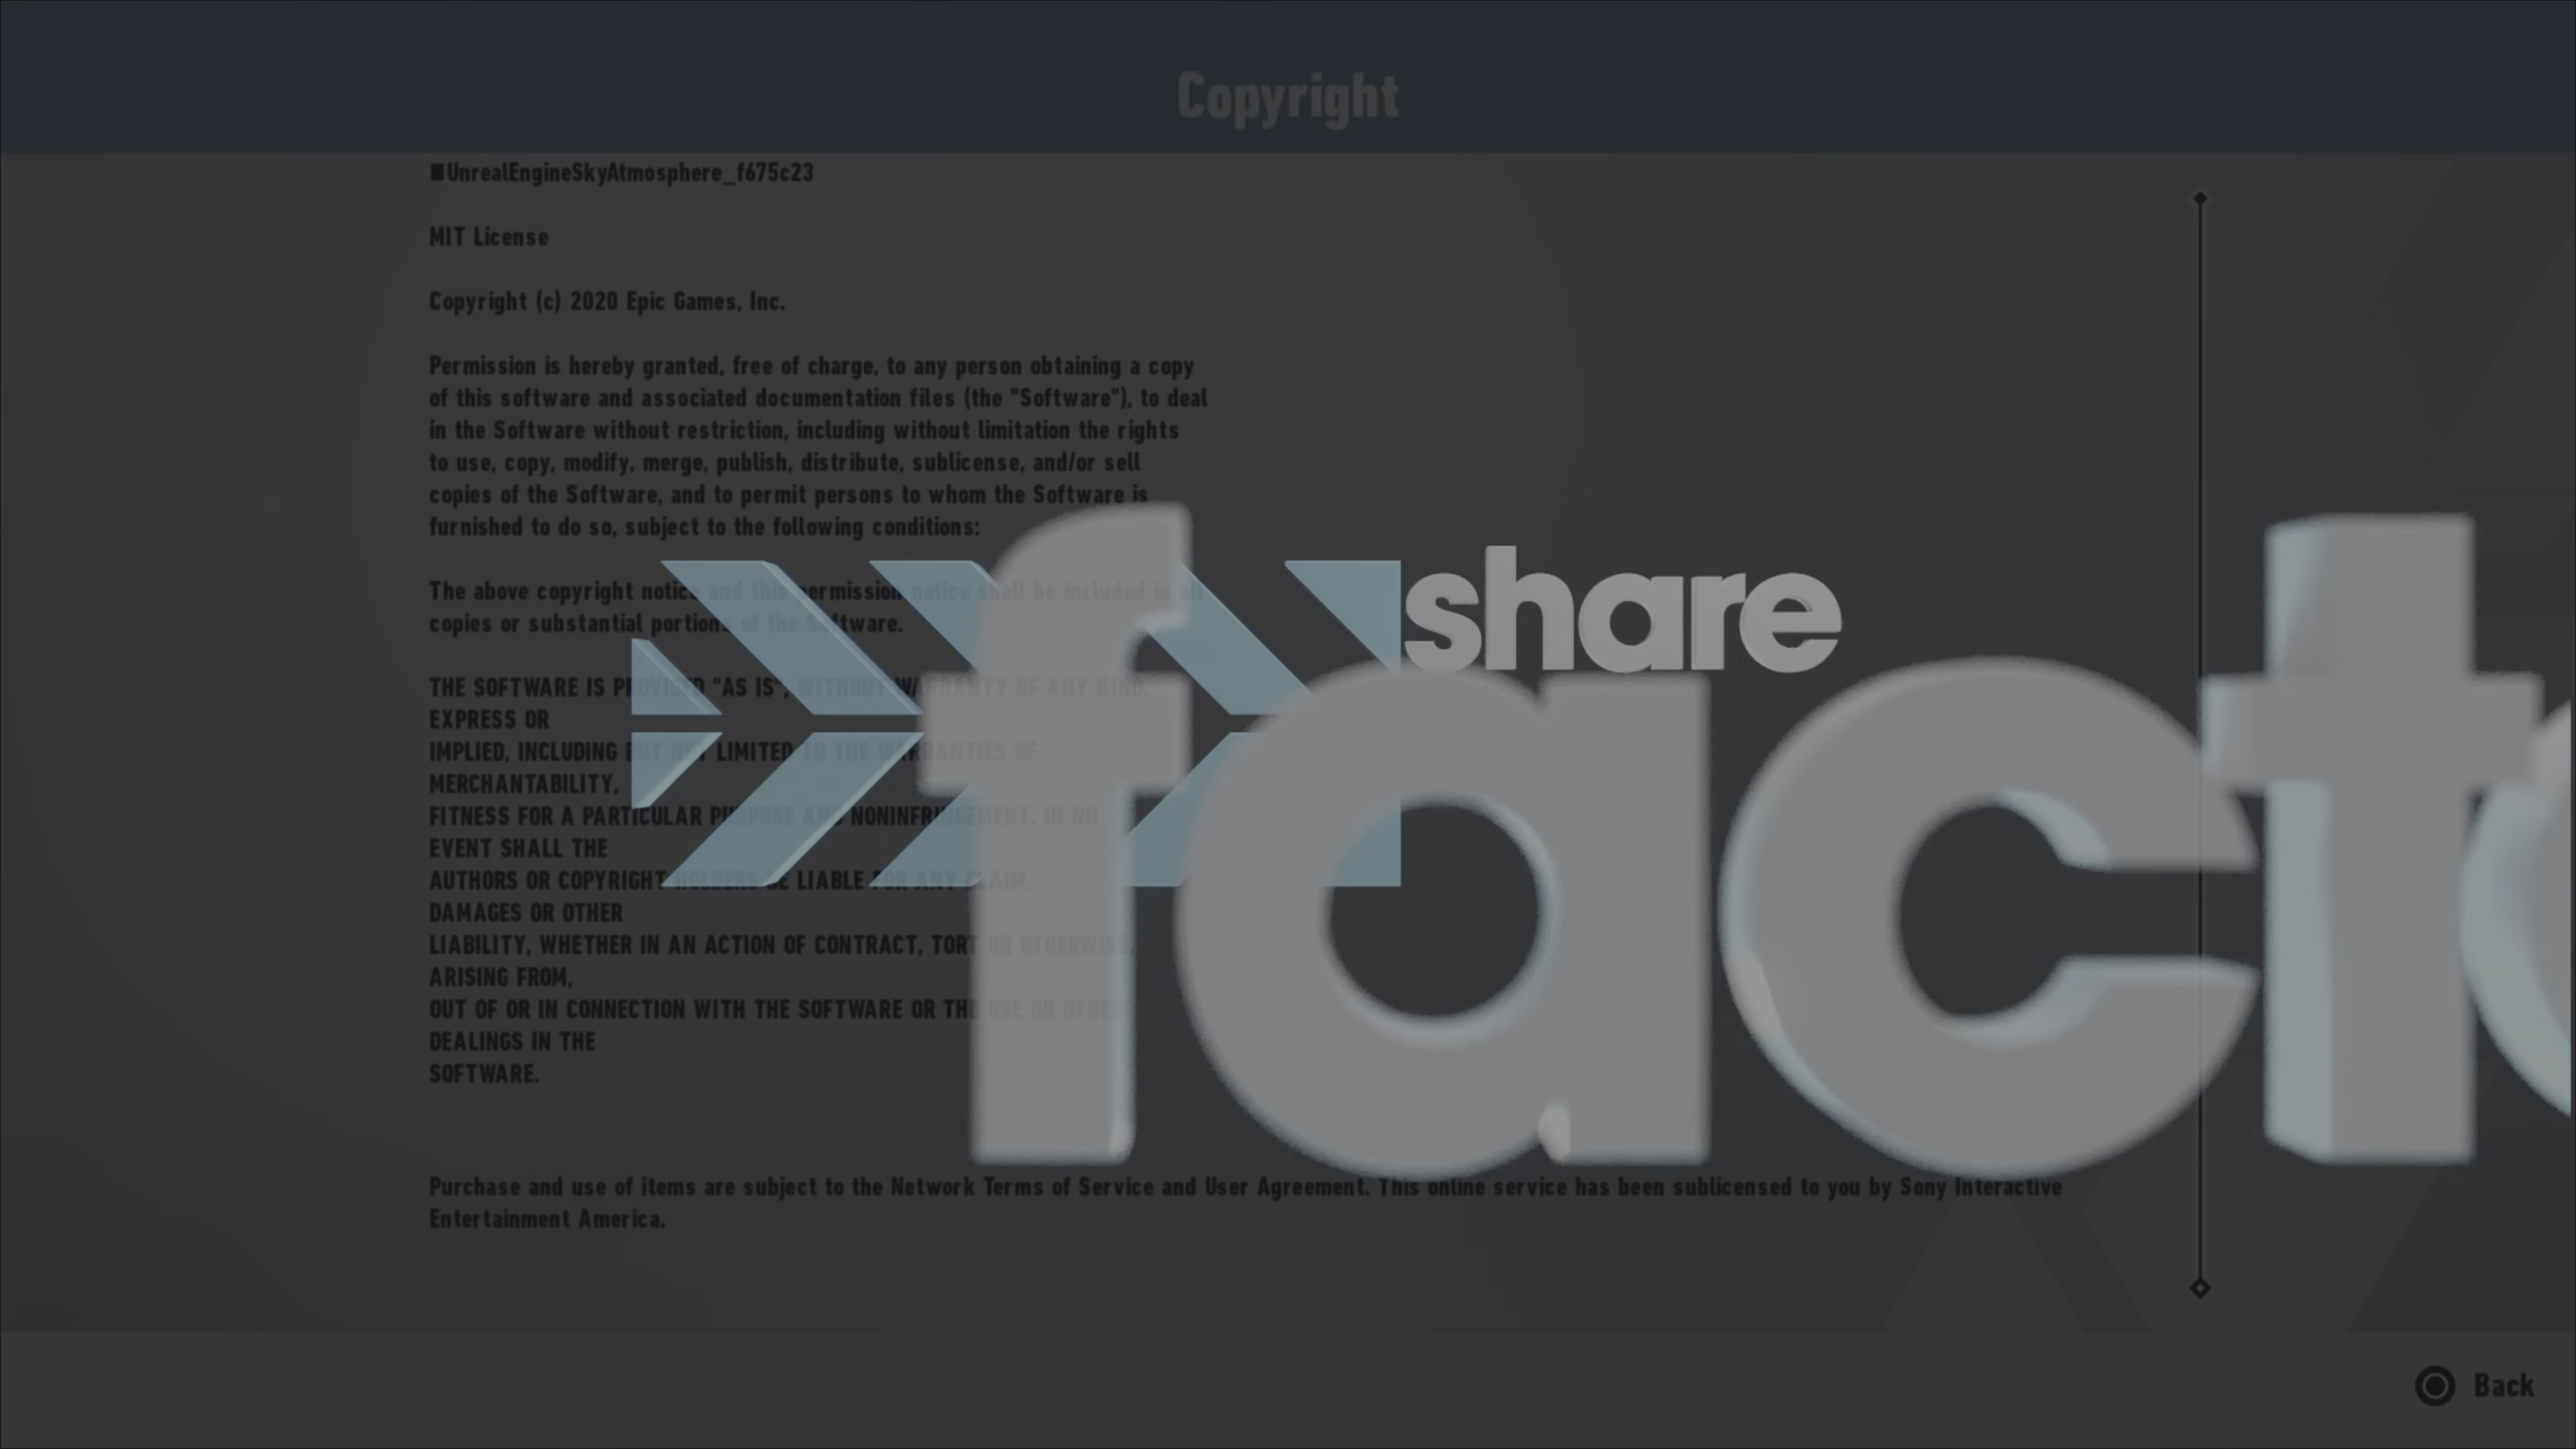 Copyright
■UnrealEngineSkyAtmosphere_f675c23
MIT License
Copyright (c) 2020 Epic Games, Inc.
Permission is hereby granted, free of charge, to any person obtaining a copy
of this software and associated documentation files (the "Software"), to deal
in the Software without restriction, including without limitation the rights
to use, copy, modify, merge, publish, distribute, sublicense, and/or sell
copies of the Software, and to permit persons to whom the Software is
furnished to do so, subject to the following conditions:
The above copyright notice and this permission notice shall be included in all
copies or substantial portions of the Software.
THE SOFTWARE IS PROVIDED "AS IS", WITHOUT WARRANTY OF ANY KIND,
EXPRESS OR
IMPLIED, INCLUDING BUT NOT LIMITED TO THE WARRANTIES OF
MERCHANTABILITY,
FITNESS FOR A PARTICULAR PURPOSE AND NONINFRINGEMENT. IN NO
EVENT SHALL THE
AUTHORS OR COPYRIGHT HOLDERS BE LIABLE FOR ANY CLAIM,
DAMAGES OR OTHER
LIABILITY, WHETHER IN AN ACTION OF CONTRACT, TORT OR OTHERWISE,
ARISING FROM,
OUT OF OR IN CONNECTION WITH THE SOFTWARE OR THE USE OR OTHER
DEALINGS IN THE
SOFTWARE.
share
facto
Purchase and use of items are subject to the Network Terms of Service and User Agreement. This online service has been sublicensed to you by Sony Interactive
Entertainment America.
Back